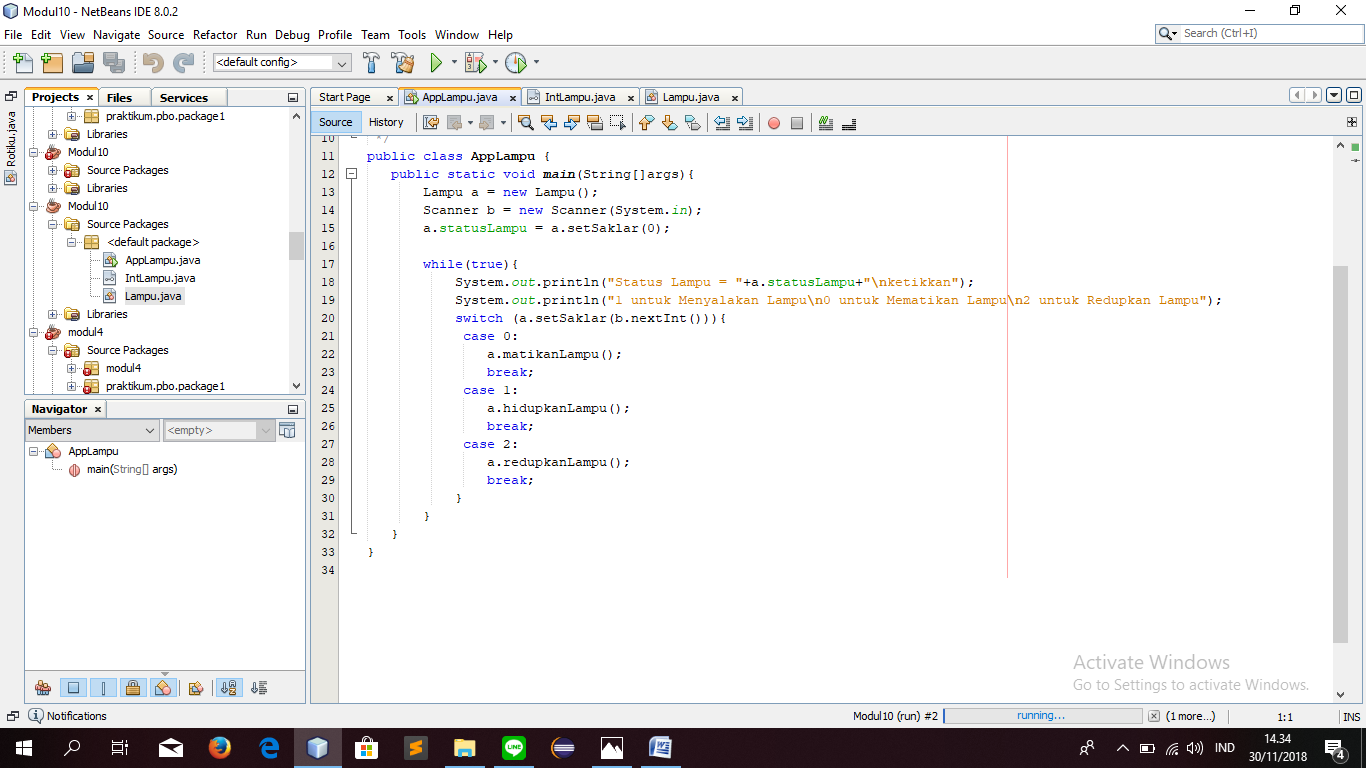 Modul10 - NetBeans IDE 8.0.2
File Edit View Navigate Source Refactor Run Debug Profile Team Tools Window Help
Search (Ctrl+I)
<default config>
Rotiku.java
Projects Files Services
praktikum.pbo.package1
Libraries
Modul10
Source Packages
Libraries
Modul10
Source Packages
<default package>
AppLampu.java
IntLampu.java
Lampu.java
Libraries
modul4
Source Packages
modul4
praktikum.pbo.package1
Navigator
Members <empty>
AppLampu
main(String[] args)
Start Page AppLampu.java IntLampu.java Lampu.java
Source History
10 */
11 public class AppLampu {
12 public static void main(String[]args){
13 Lampu a = new Lampu();
14 Scanner b = new Scanner(System.in);
15 a.statusLampu = a.setSaklar(0);
16
17 while(true){
18 System.out.println("Status Lampu = "+a.statusLampu+"\nketikkan");
19 System.out.println("1 untuk Menyalakan Lampu\n0 untuk Mematikan Lampu\n2 untuk Redupkan Lampu");
20 switch (a.setSaklar(b.nextInt())){
21 case 0:
22 a.matikanLampu();
23 break;
24 case 1:
25 a.hidupkanLampu();
26 break;
27 case 2:
28 a.redupkanLampu();
29 break;
30 }
31 }
32 }
33 }
34
Activate Windows
Go to Settings to activate Windows.
Notifications
Modul10 (run) #2 running... (1 more...) 1:1 INS
IND
14.34
30/11/2018
4